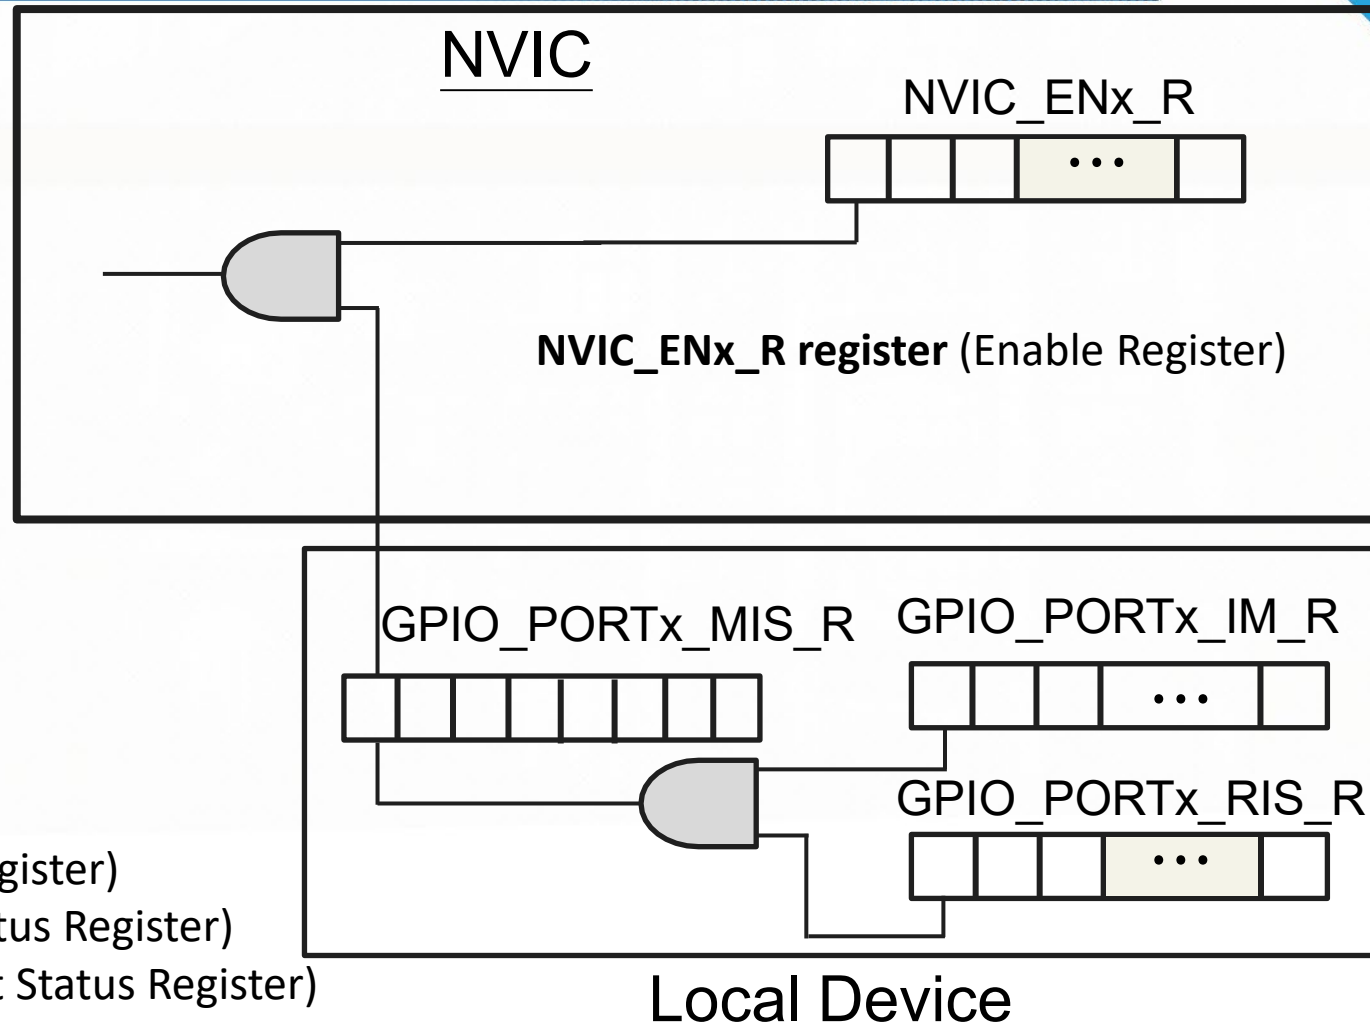 NVIC
NVIC_ENx_R
...
NVIC_ENx_R register (Enable Register)
GPIO_PORTx_MIS_R
GPIO_PORTx_IM_R
...
GPIO_PORTx_RIS_R
...
gister)
tus Register)
t Status Register)
Local Device